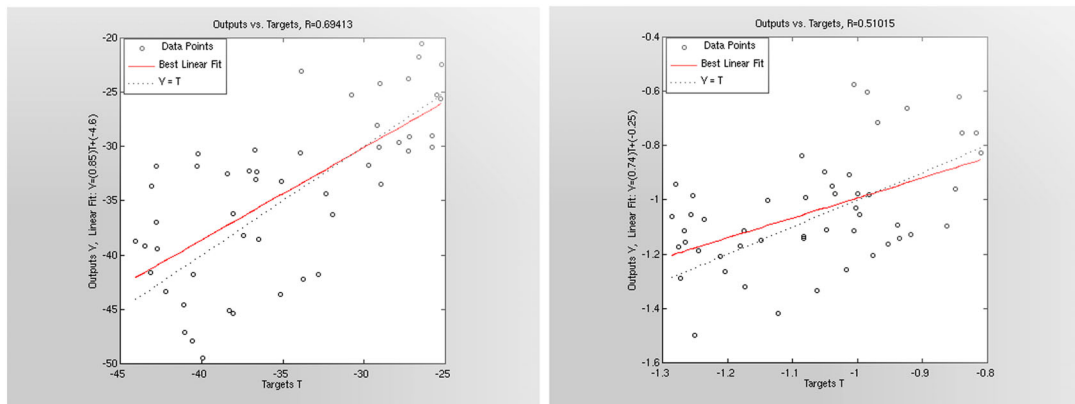 Outputs vs. Targets, R=0.69413
Outputs Y, Linear Fit: Y=(0.85)T+(-4.6)
-20
-25
-30
-35
-40
-45
-50
Data Points
Best Linear Fit
Y = T
-45
-40
-35
-30
-25
Targets T
Outputs vs. Targets, R=0.51015
Outputs Y, Linear Fit: Y=(0.74)T+(-0.25)
-0.4
-0.6
-0.8
-1
-1.2
-1.4
-1.6
Data Points
Best Linear Fit
Y = T
-1.3
-1.2
-1.1
-1
-0.9
-0.8
Targets T